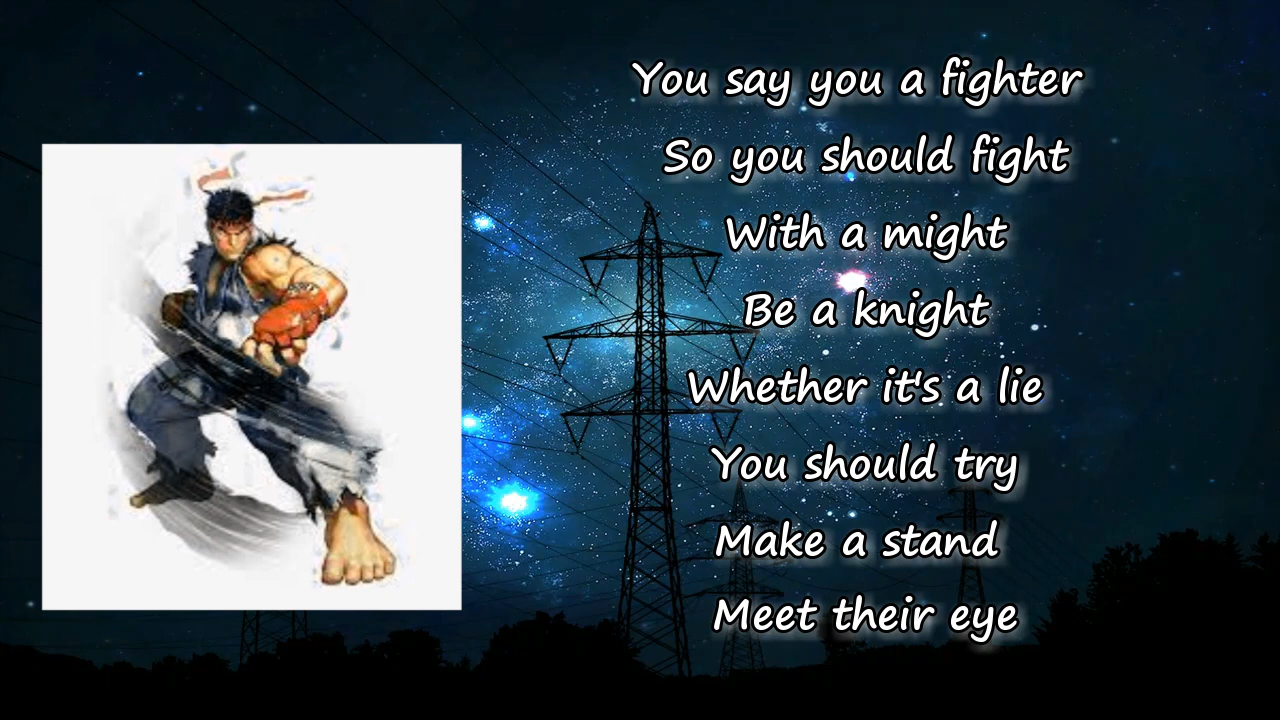 You say you a fighter
So you should fight
With a might
Be a knight
Whether it's a lie
You should try
Make a stand
Meet their eye